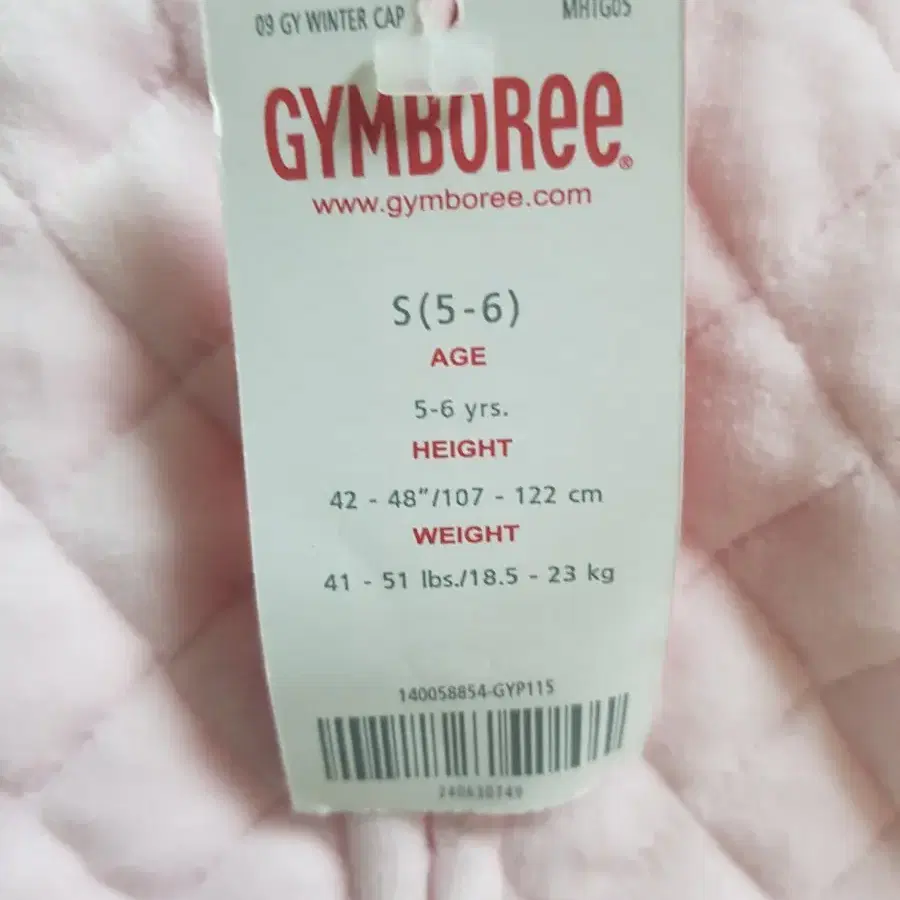 09 GY WINTER CAP MH1G05
GYMBOREE®
www.gymboree.com
S(5-6)
AGE
5-6 yrs.
HEIGHT
42 - 48"/107 - 122 cm
WEIGHT
41 - 51 lbs./18.5 - 23 kg
140058854-GYP115